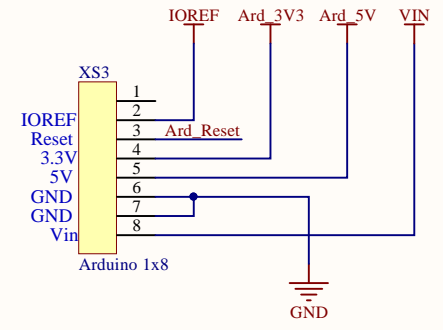 IOREF Ard_3V3 Ard_5V VIN
XS3
1
IOREF 2
Reset 3 Ard_Reset
3.3V 4
5V 5
GND 6
GND 7
Vin 8
Arduino 1x8
GND